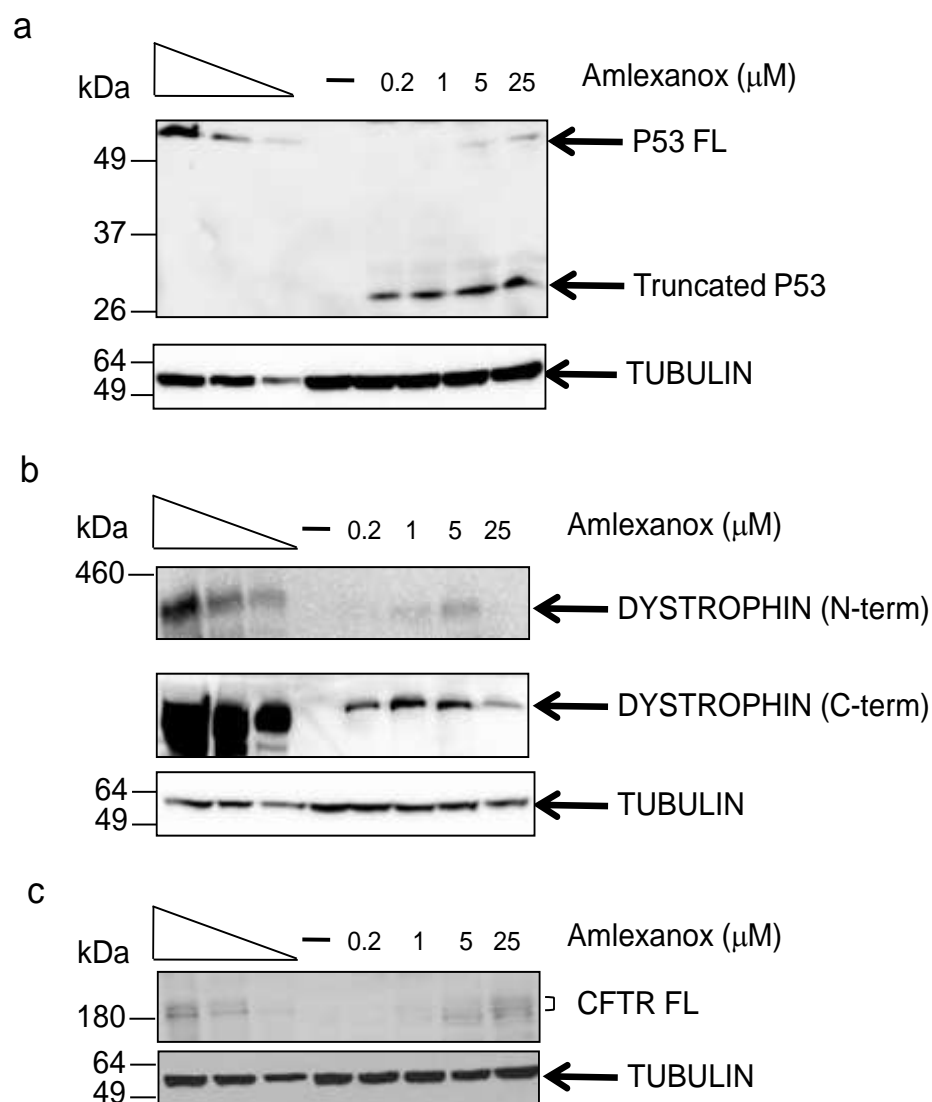 a
kDa — 0.2 1 5 25 Amlexanox (μM)
P53 FL
49
37
Truncated P53
26
64
TUBULIN
49
b
kDa — 0.2 1 5 25 Amlexanox (μM)
460
DYSTROPHIN (N-term)
DYSTROPHIN (C-term)
64
TUBULIN
49
c
kDa — 0.2 1 5 25 Amlexanox (μM)
CFTR FL
180
64
TUBULIN
49